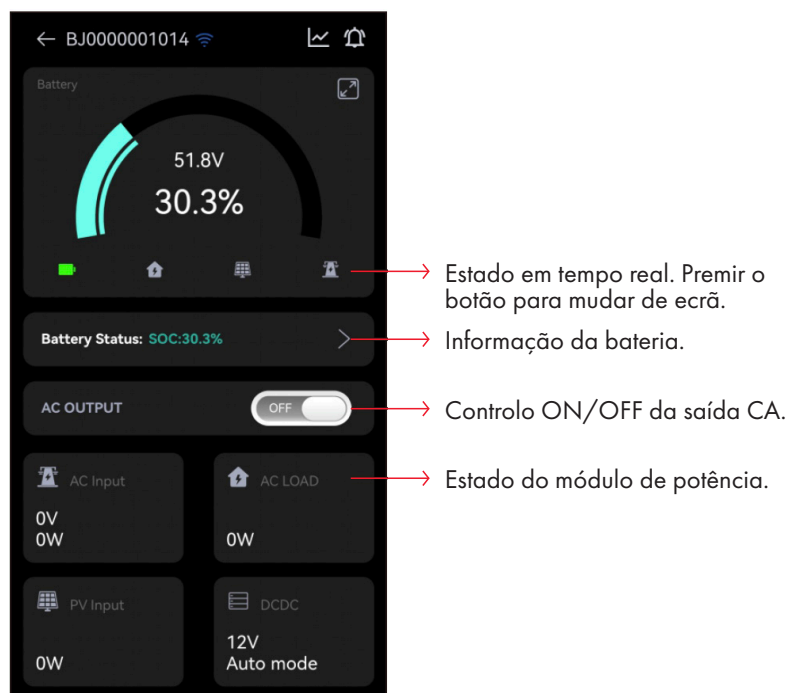 BJ0000001014
Battery
51.8V
30.3%
Estado em tempo real. Premir o
botão para mudar de ecrã.
Battery Status: SOC:30.3%
Informação da bateria.
AC OUTPUT
OFF
Controlo ON/OFF da saída CA.
AC Input
0V
0W
AC LOAD
0W
Estado do módulo de potência.
PV Input
0W
DCDC
12V
Auto mode